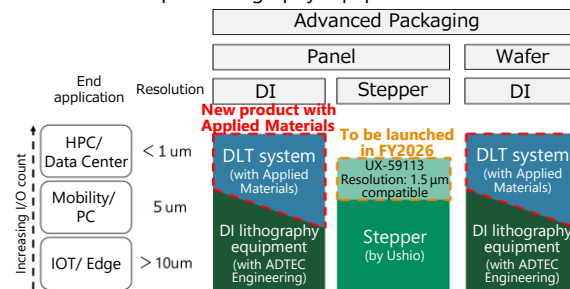 Advanced Packaging
Panel
Wafer
End
application
Resolution
DI
Stepper
DI
New product with
Applied Materials
To be launched
in FY2026
Increasing I/O count
HPC/
Data Center
< 1 um
DLT system
(with Applied
Materials)
UX-59113
Resolution: 1.5 μm
compatible
DLT system
(with Applied
Materials)
Mobility/
PC
5 um
IOT/ Edge
> 10um
DI lithography
equipment
(with ADTEC
Engineering)
Stepper
(by Ushio)
DI lithography
equipment
(with ADTEC
Engineering)